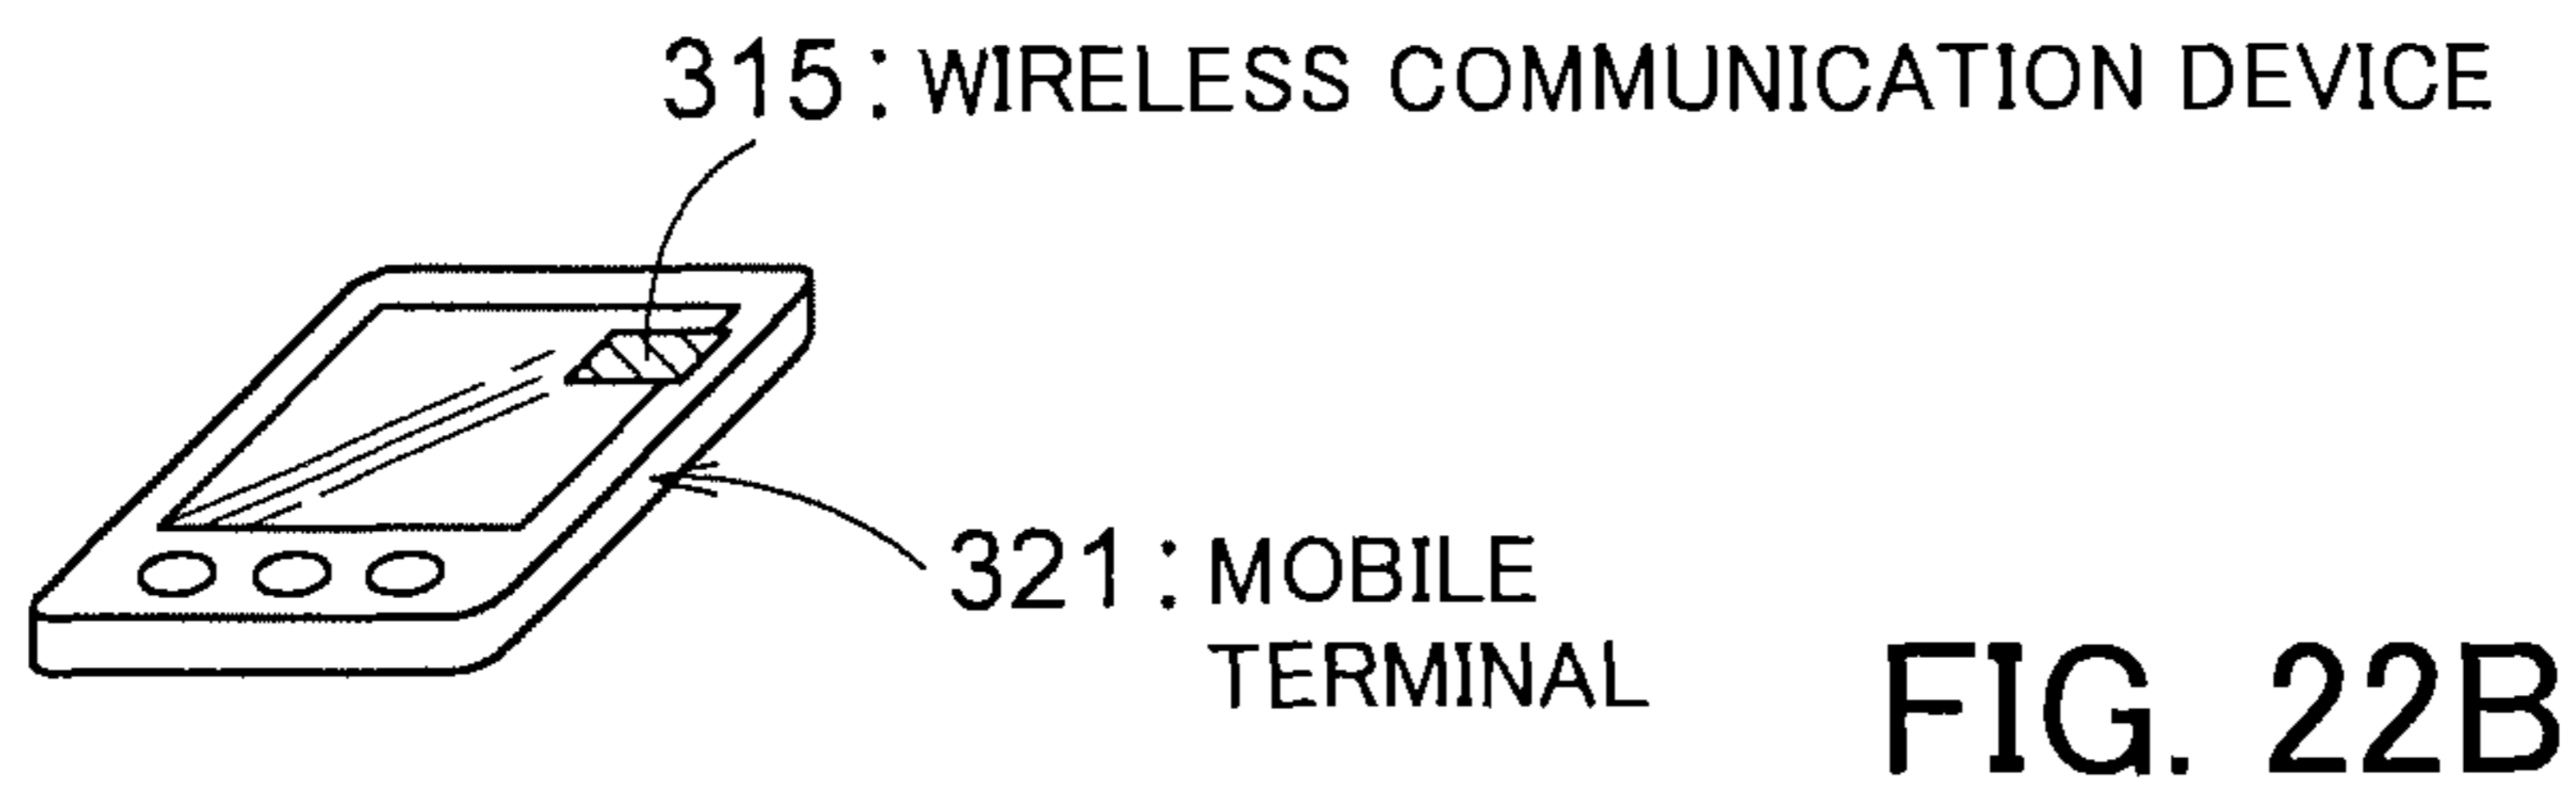 315: WIRELESS COMMUNICATION DEVICE
321: MOBILE
TERMINAL
FIG. 22B